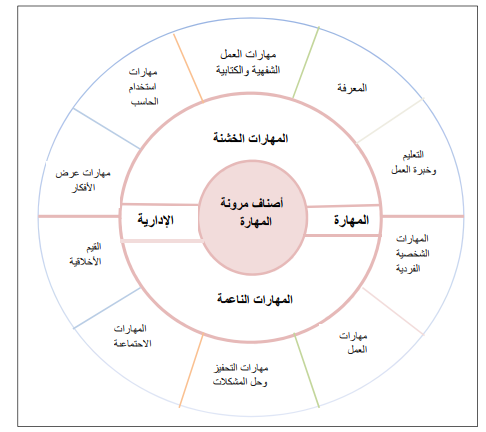 مهارات العمل
الشفهية والكتابية
المعرفة
مهارات
استخدام
الحاسب
التعليم
وخبرة العمل
مهارات عرض
الأفكار
المهارات الخشنة
أصناف مرونة
المهارة
المهارة
الإدارية
المهارات الناعمة
المهارات
الشخصية
الفردية
القيم
الأخلاقية
المهارات
الاجتماعية
مهارات
العمل
مهارات التحفيز
وحل المشكلات